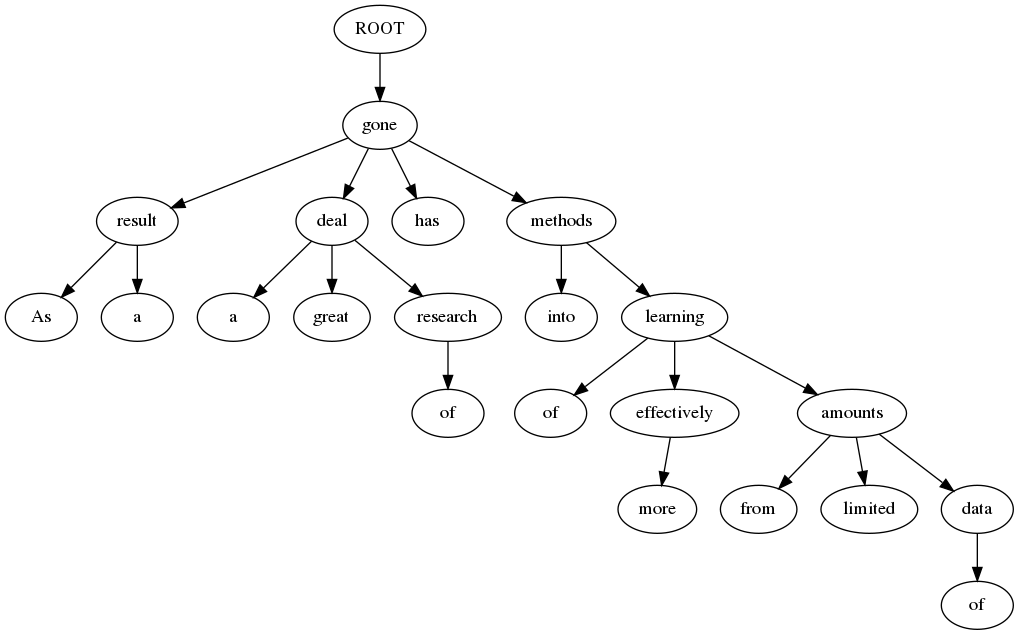 ROOT
gone
result deal has methods
As a a great research into learning
of of effectively amounts
more from limited data
of